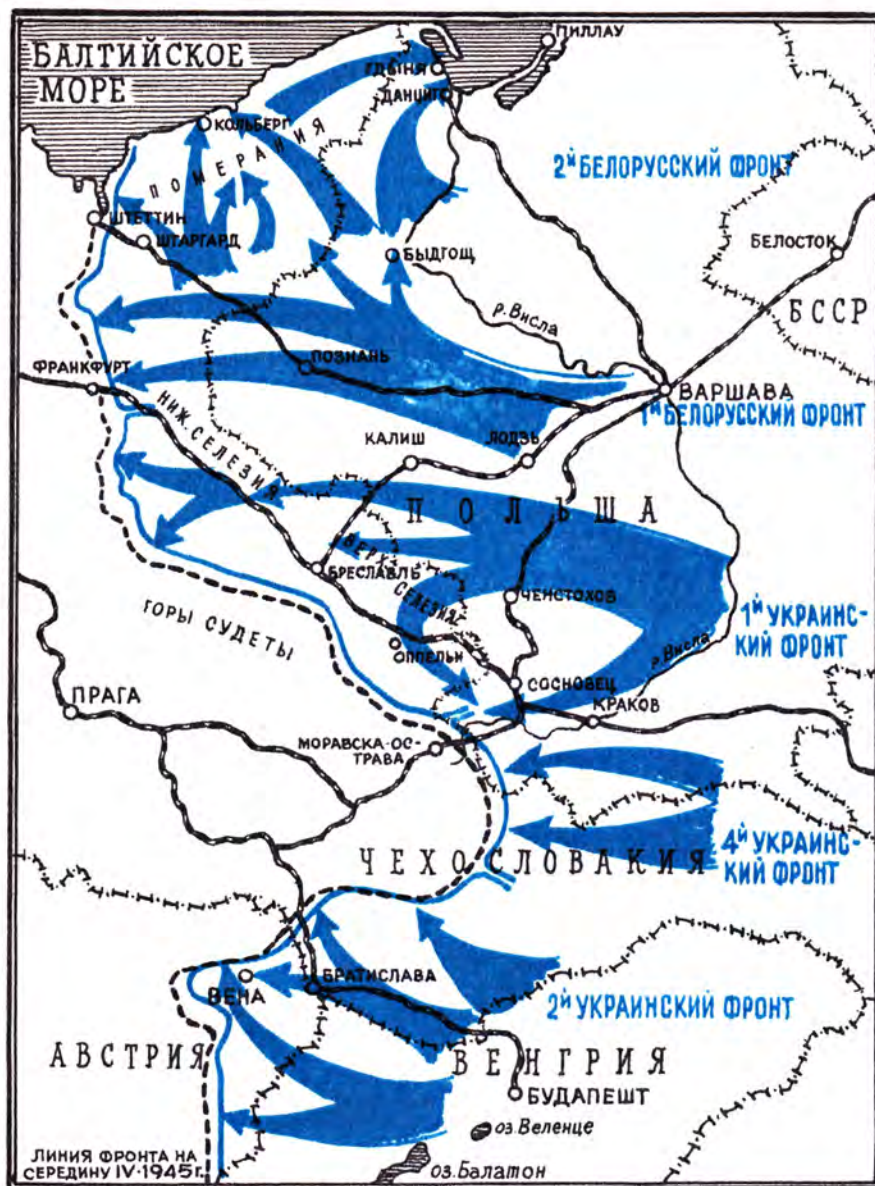 ПИЛЛАУ
БАЛТИЙСКОЕ
МОРЕ
ГДЫНЯ
ДАНЦИГ
КОЛЬБЕРГ
ПОМЕРАНИЯ
2Й БЕЛОРУССКИЙ ФРОНТ
ШТЕТТИН
ШТАРГАРД
БЫДГОЩ
БЕЛОСТОК
БССР
р. Висла
ФРАНКФУРТ
ПОЗНАНЬ
ВАРШАВА
1Й БЕЛОРУССКИЙ ФРОНТ
НИЖ. СЕЛЕЗИЯ
КАЛИШ
ЛОДЗЬ
ПОЛЬША
ВЕРХ.
СЕЛЕЗИЯ
БРЕСЛАВЛЬ
ЧЕНСТОХОВ
ГОРЫ СУДЕТЫ
1Й УКРАИНС-
КИЙ ФРОНТ
ОППЕЛЬН
р. Висла
СОСНОВЕЦ
ПРАГА
КРАКОВ
МОРАВСКА-ОС-
ТРАВА
ЧЕХОСЛОВАКИЯ
4Й УКРАИНС-
КИЙ ФРОНТ
ВЕНА
БРАТИСЛАВА
2Й УКРАИНСКИЙ ФРОНТ
АВСТРИЯ
ВЕНГРИЯ
БУДАПЕШТ
оз. Веленце
ЛИНИЯ ФРОНТА НА
СЕРЕДИНУ IV·1945г.
оз. Балатон